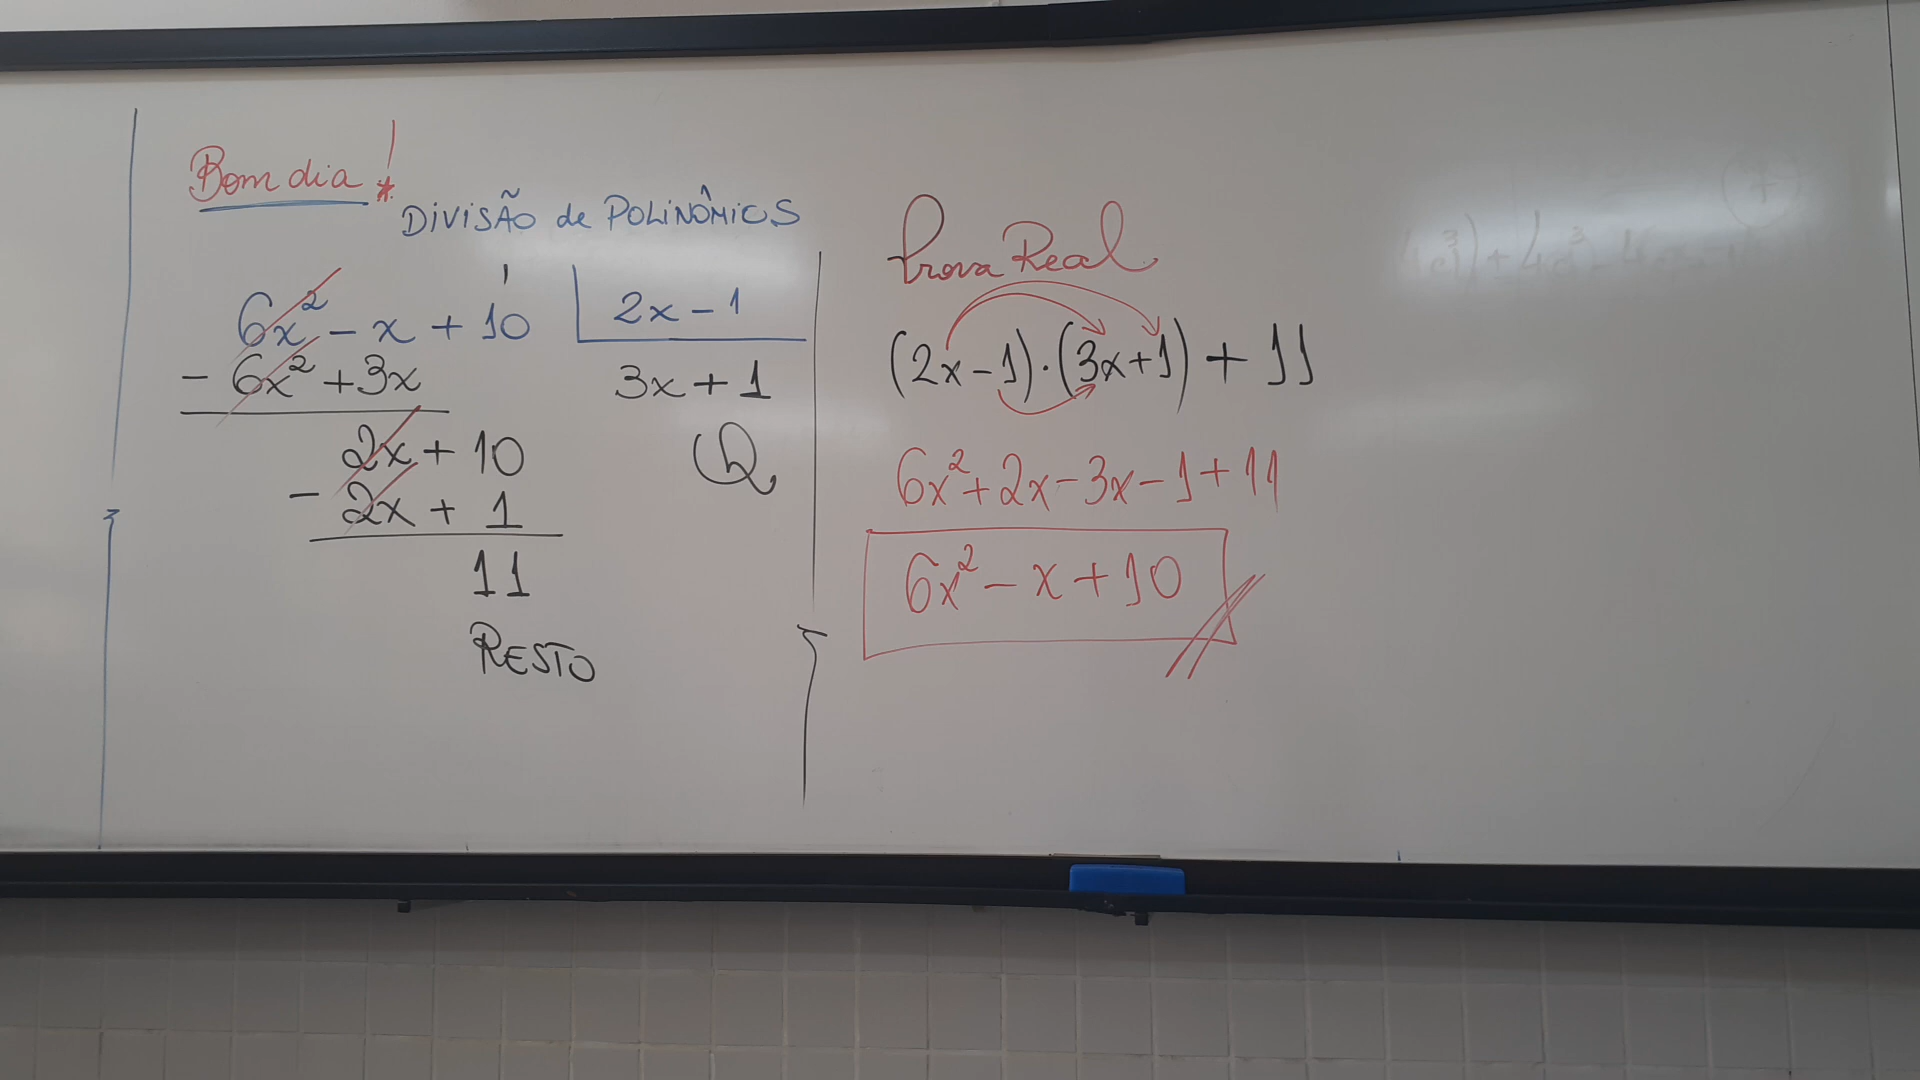 Bom dia!
DIVISÃO de POLINÔMIOS
6x² - x + 10 | 2x - 1
- 6x² + 3x
3x + 1
2x + 10
Q
- 2x + 1
11
RESTO
Prova Real
(2x - 1) · (3x + 1) + 11
6x² + 2x - 3x - 1 + 11
6x² - x + 10